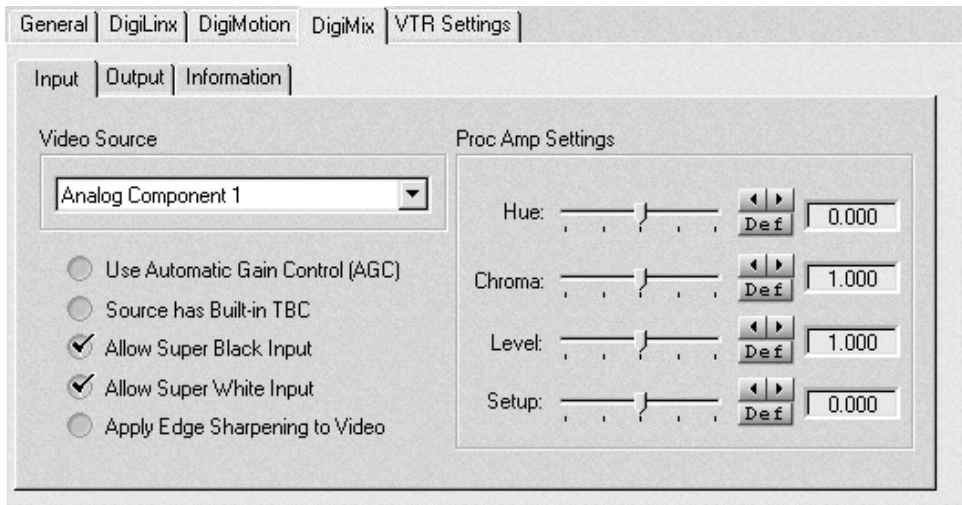 General DigiLinx DigiMotion DigiMix VTR Settings
Input Output Information
Video Source
Analog Component 1
Use Automatic Gain Control (AGC)
Source has Built-in TBC
Allow Super Black Input
Allow Super White Input
Apply Edge Sharpening to Video
Proc Amp Settings
Hue: Def 0.000
Chroma: Def 1.000
Level: Def 1.000
Setup: Def 0.000